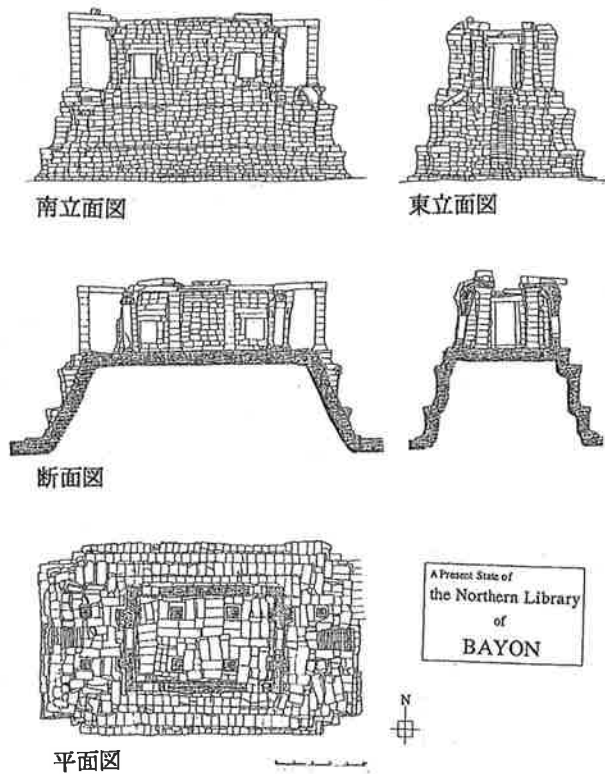 南立面図
東立面図
断面図
平面図
A Present State of
the Northern Library
of
BAYON
N